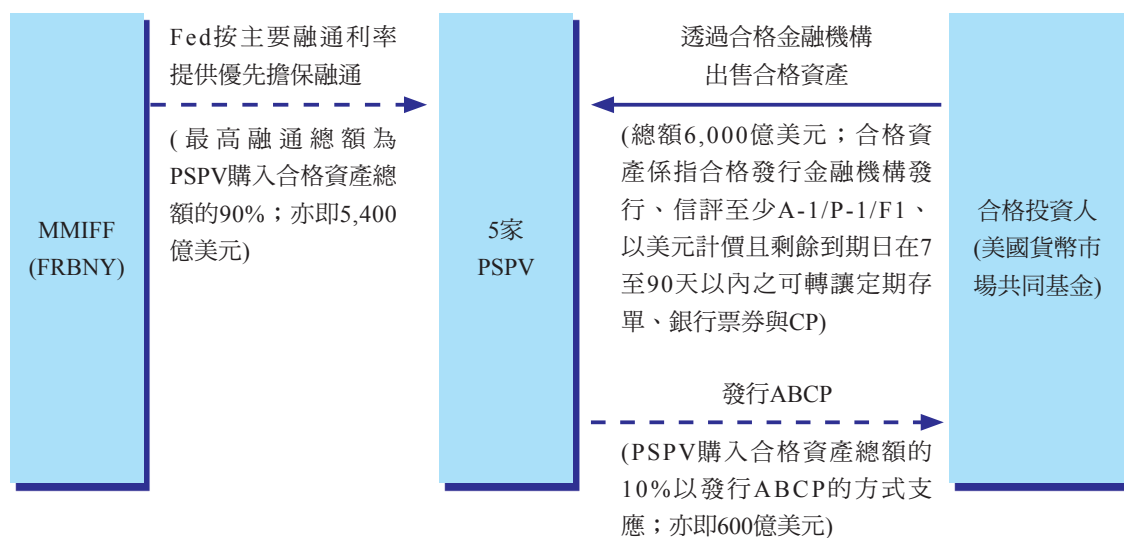 Fed按主要融通利率
提供優先擔保融通
(最高融通總額為
PSPV購入合格資產總
額的90%；亦即5,400
億美元)
MMIFF
(FRBNY)
5家
PSPV
透過合格金融機構
出售合格資產
(總額6,000億美元；合格資
產係指合格發行金融機構發
行、信評至少A-1/P-1/F1、
以美元計價且剩餘到期日在7
至90天以內之可轉讓定期存
單、銀行票券與CP)
發行ABCP
(PSPV購入合格資產總額的
10%以發行ABCP的方式支
應；亦即600億美元)
合格投資人
(美國貨幣市
場共同基金)